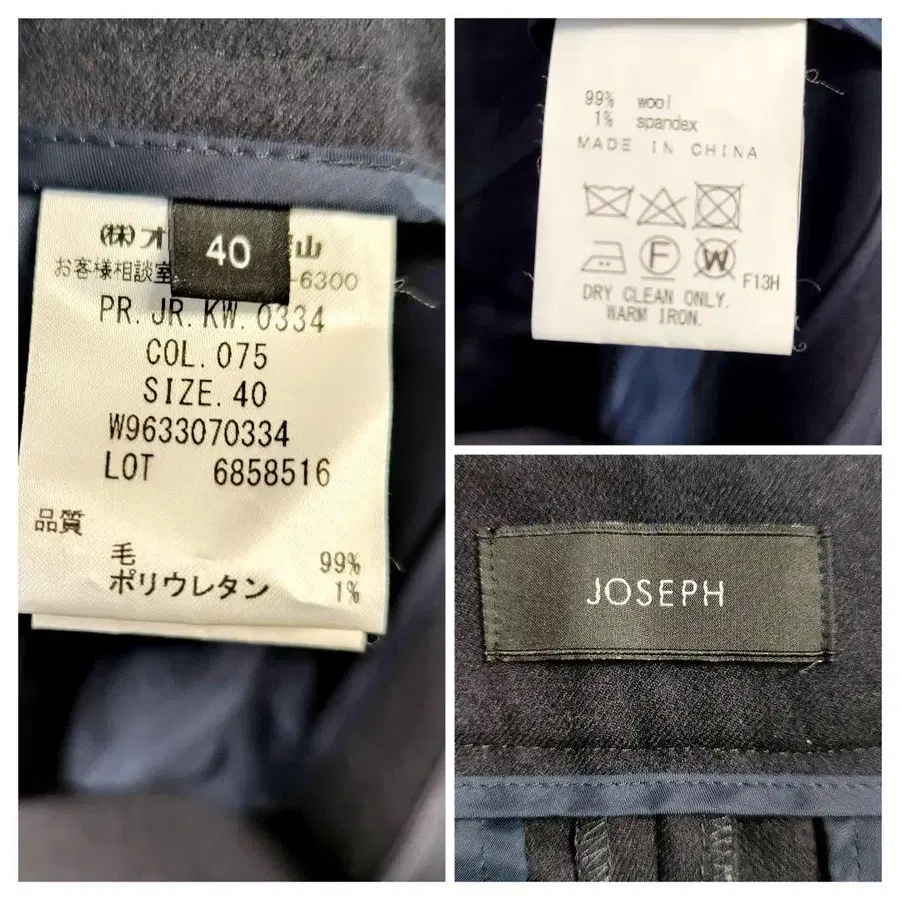 40
(株)オ 山
お客様相談室 -6300
PR. JR. KW. 0334
COL. 075
SIZE. 40
W9633070334
LOT 6858516
品質
毛 99%
ポリウレタン 1%
99% wool
1% spandex
MADE IN CHINA
F W F13H
DRY CLEAN ONLY.
WARM IRON.
JOSEPH